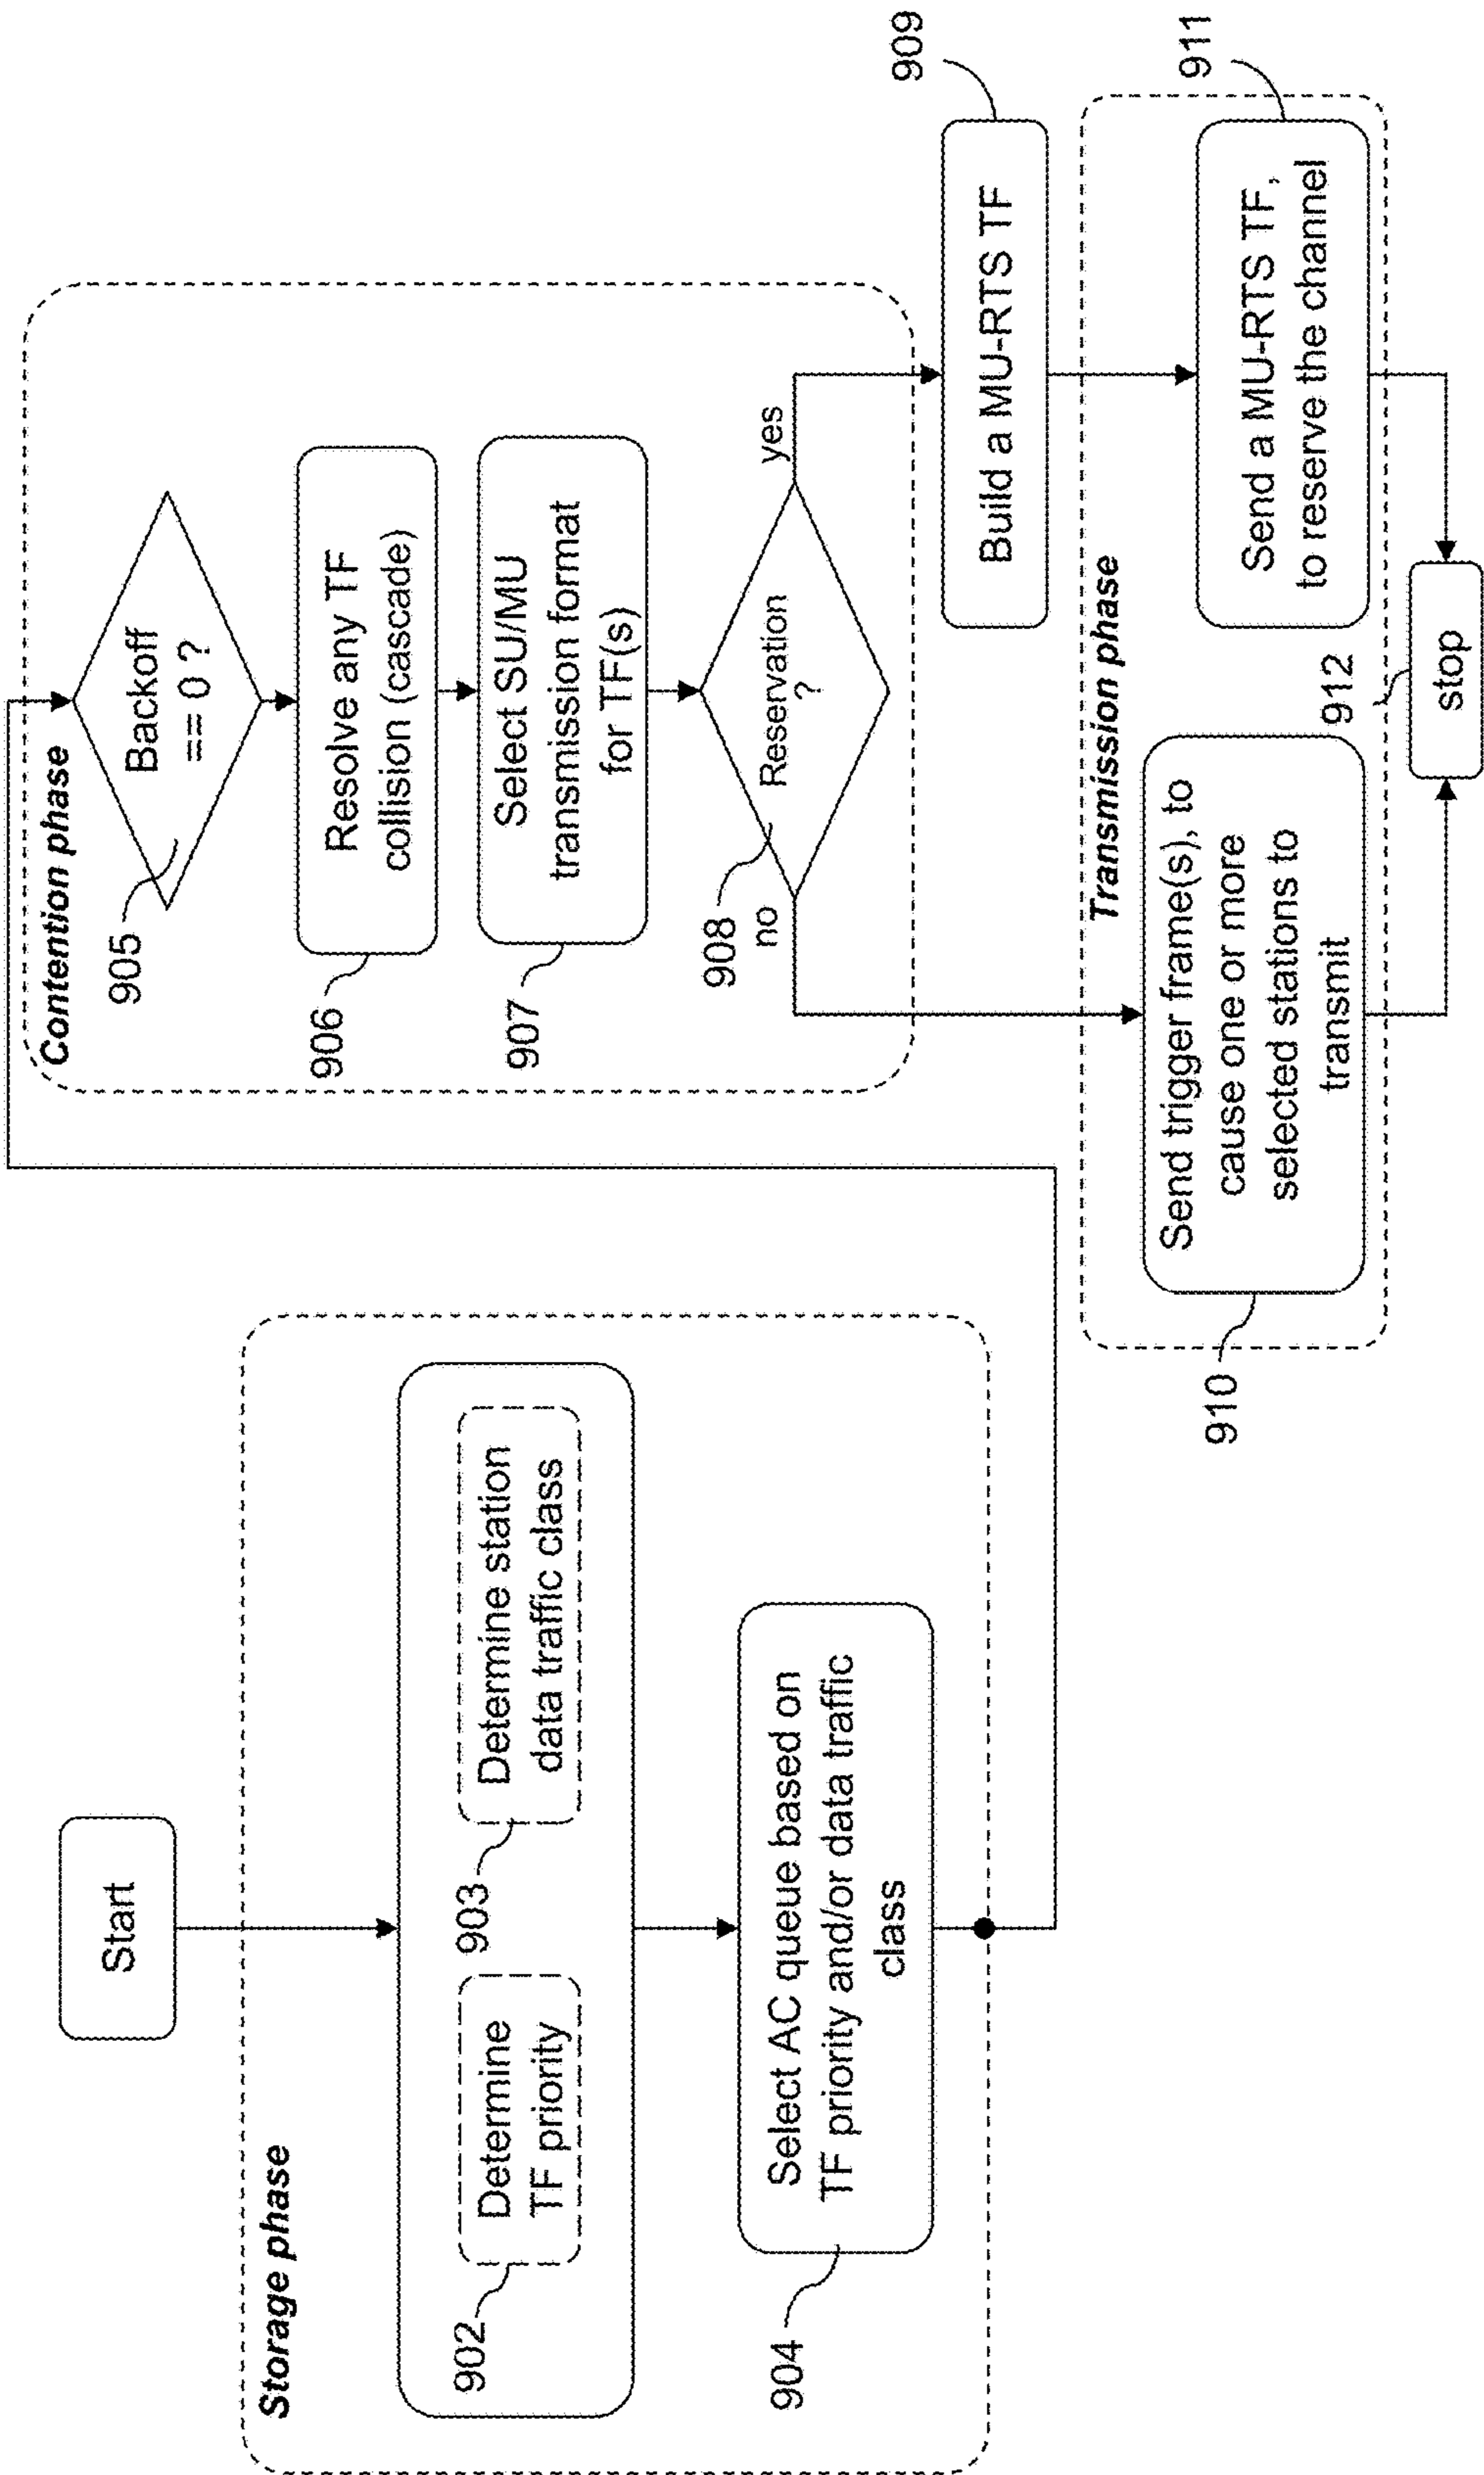 Start
Storage phase
902
Determine
TF priority
903
Determine station
data traffic class
904
Select AC queue based on
TF priority and/or data traffic
class
Contention phase
905
Backoff
== 0 ?
906
Resolve any TF
collision (cascade)
907
Select SU/MU
transmission format
for TF(s)
908
Reservation
?
no
yes
909
Build a MU-RTS TF
Transmission phase
910
Send trigger frame(s), to
cause one or more
selected stations to
transmit
911
Send a MU-RTS TF,
to reserve the channel
912
stop